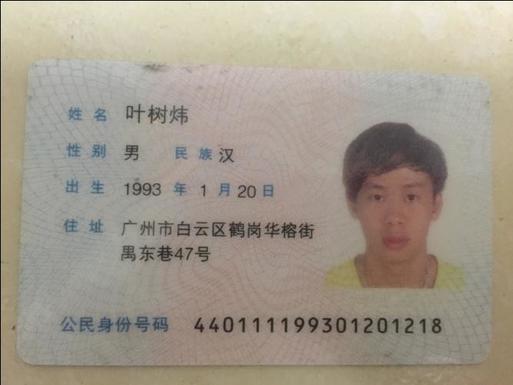 姓名 叶树炜
性别 男 民族 汉
出生 1993 年 1 月 20 日
住址 广州市白云区鹤岗华榕街
禺东巷47号
公民身份号码 440111199301201218